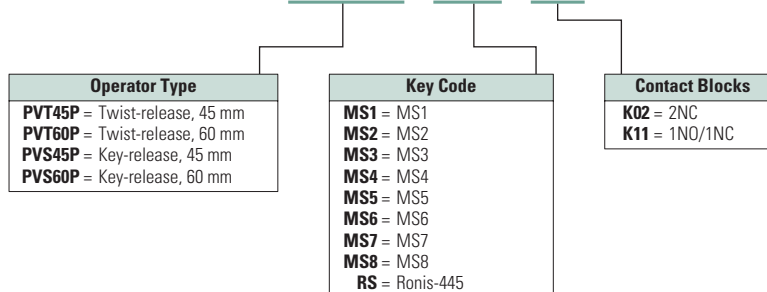 Operator Type
PVT45P = Twist-release, 45 mm
PVT60P = Twist-release, 60 mm
PVS45P = Key-release, 45 mm
PVS60P = Key-release, 60 mm
Key Code
MS1 = MS1
MS2 = MS2
MS3 = MS3
MS4 = MS4
MS5 = MS5
MS6 = MS6
MS7 = MS7
MS8 = MS8
RS = Ronis-445
Contact Blocks
K02 = 2NC
K11 = 1NO/1NC